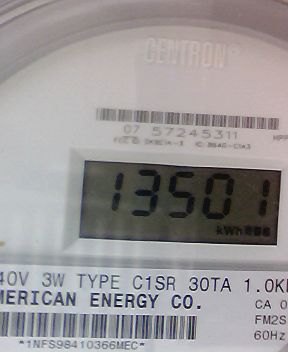 CENTRON®
07 57245311
13501
kWh
40V 3W TYPE C1SR 30TA 1.0K
MERICAN ENERGY CO.
CA 0
FM2S
60Hz
*1NFS98410366MEC*